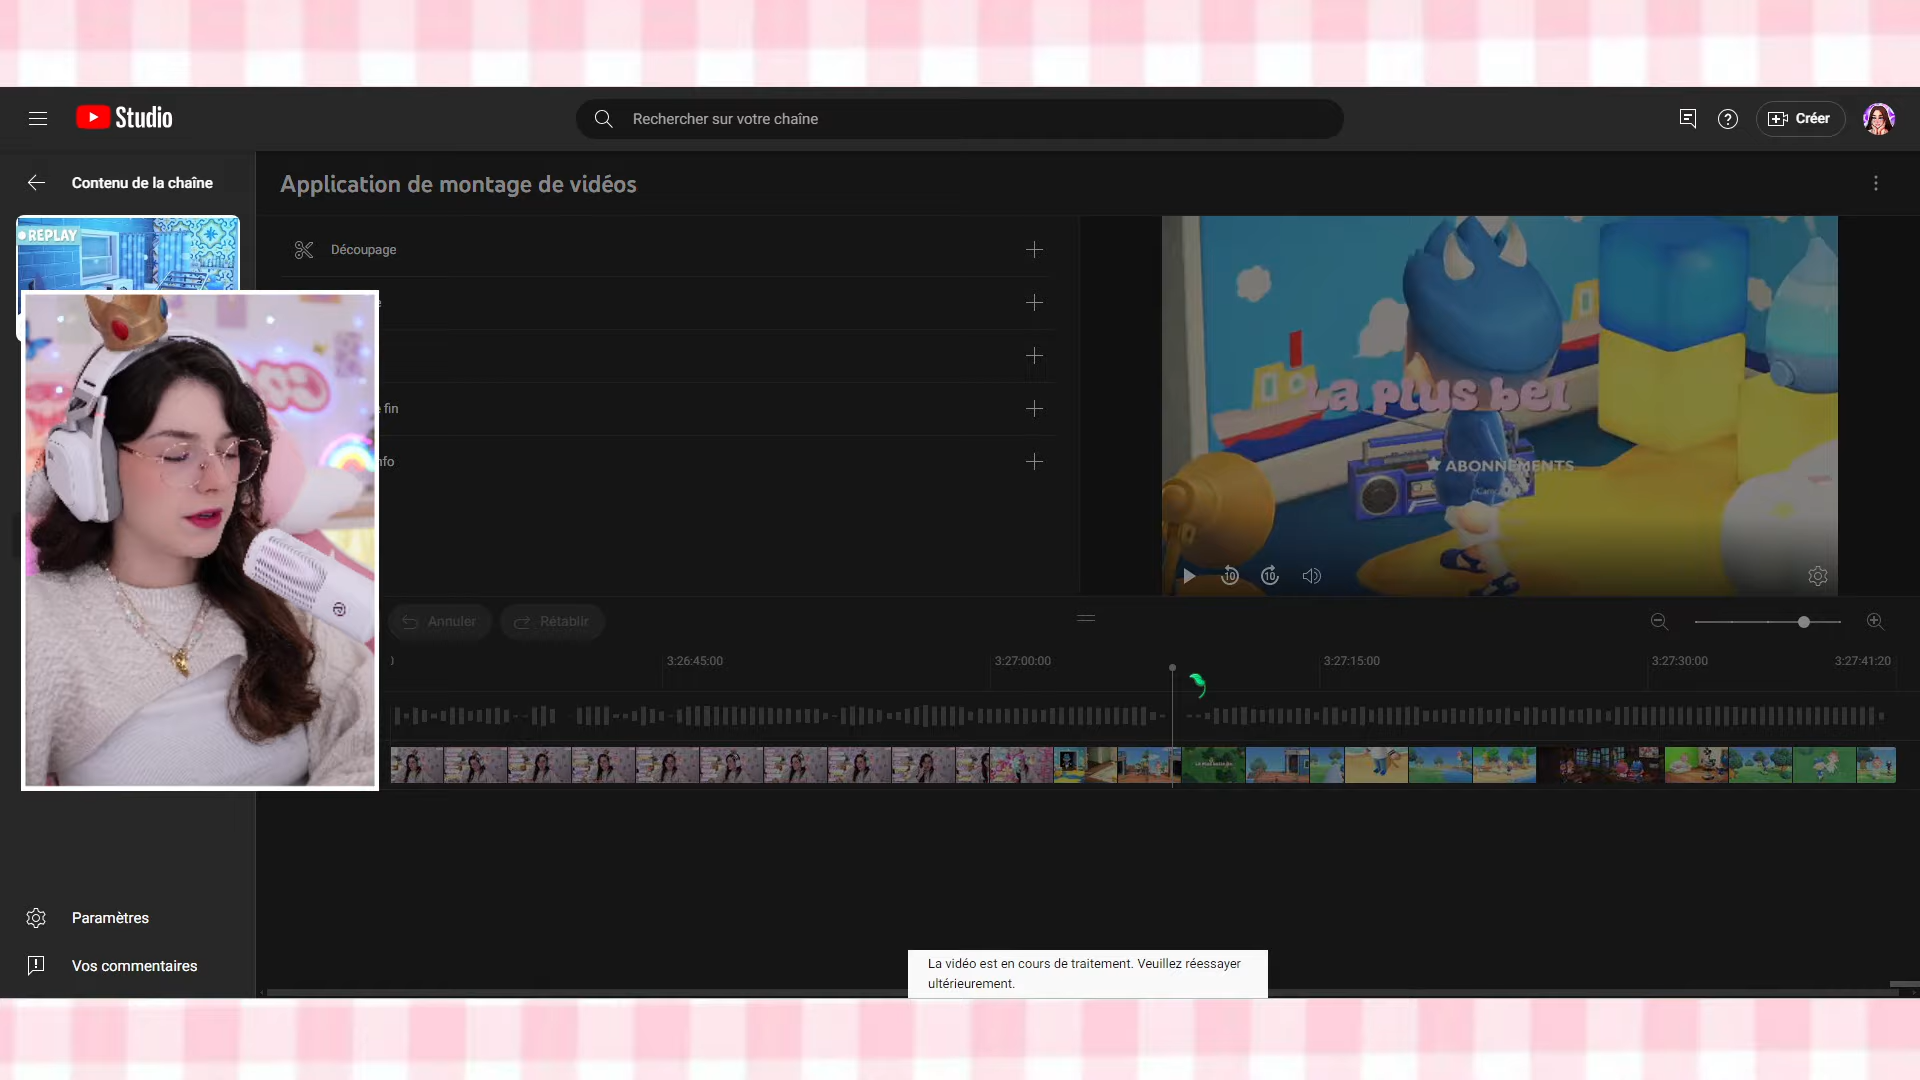 Studio
Rechercher sur votre chaîne
Créer
Contenu de la chaîne
Application de montage de vidéos
REPLAY
Découpage
fin
nfo
La plus bel
ABONNEMENTS
10
10
Annuler
Rétablir
3:26:45:00
3:27:00:00
3:27:15:00
3:27:30:00
3:27:41:20
Paramètres
Vos commentaires
La vidéo est en cours de traitement. Veuillez réessayer
ultérieurement.